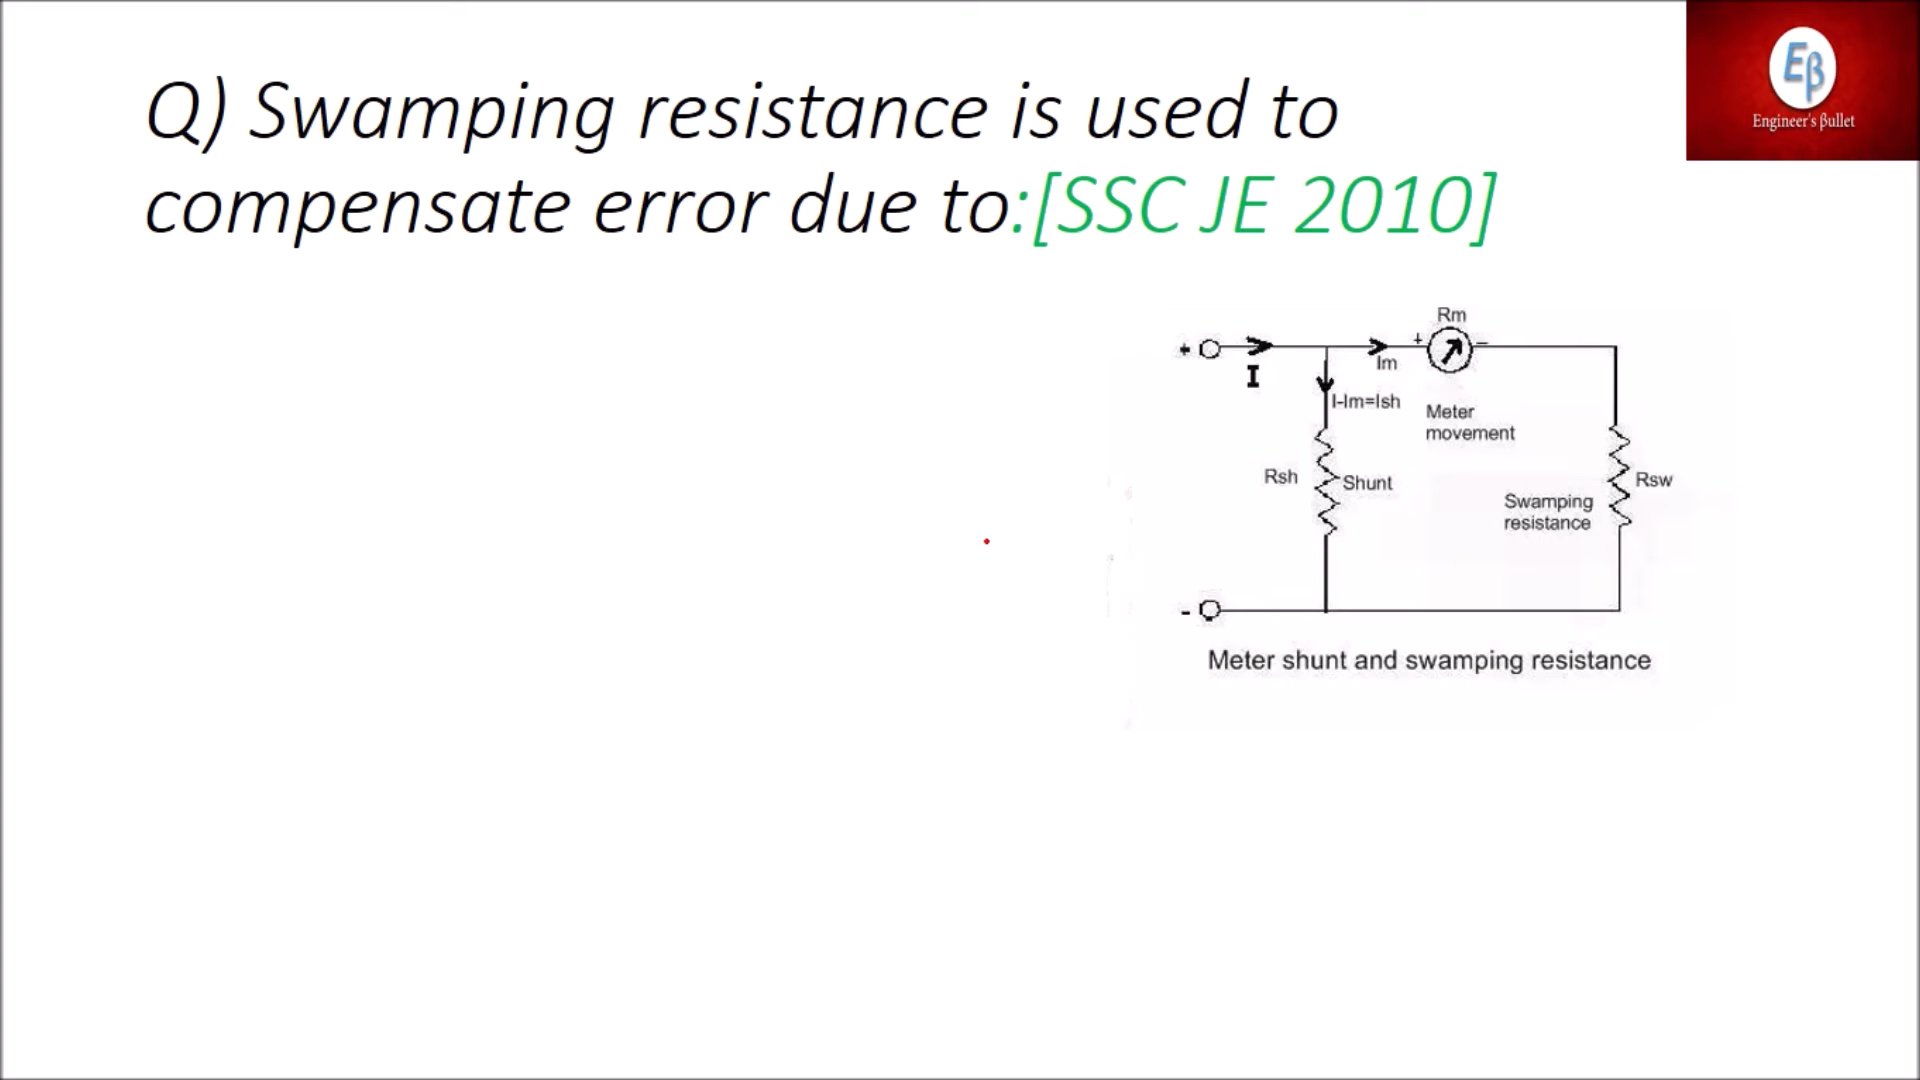 Q) Swamping resistance is used to
compensate error due to:[SSC JE 2010]
Eβ
Engineer's βullet
Rm
+
+
−
I
Im
I-Im=Ish
Meter
movement
Rsh
Shunt
Rsw
Swamping
resistance
-
Meter shunt and swamping resistance